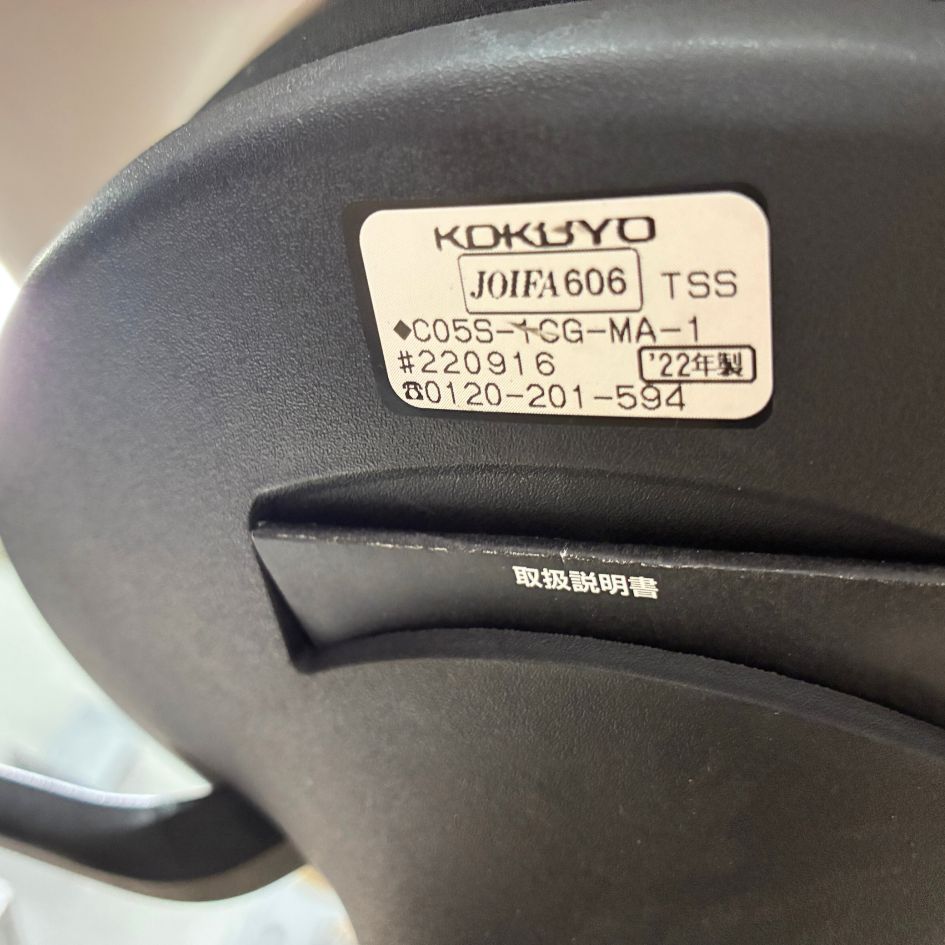 KOKUYO
JOIFA606 TSS
◆C05S-1CG-MA-1
#220916 '22年製
☎0120-201-594
取扱説明書